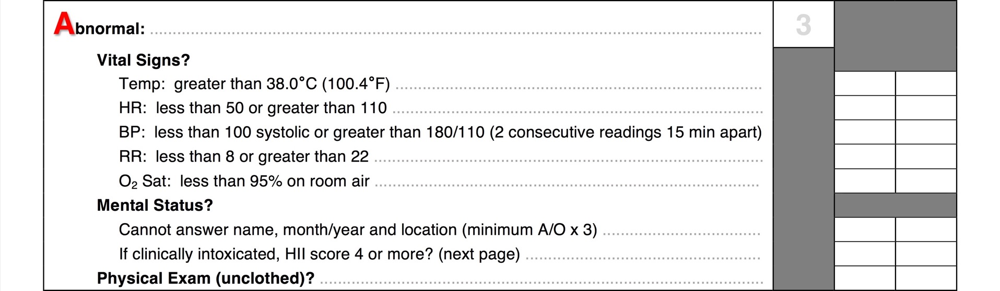 Abnormal: 3
Vital Signs?
Temp: greater than 38.0°C (100.4°F)
HR: less than 50 or greater than 110
BP: less than 100 systolic or greater than 180/110 (2 consecutive readings 15 min apart)
RR: less than 8 or greater than 22
O₂ Sat: less than 95% on room air
Mental Status?
Cannot answer name, month/year and location (minimum A/O x 3)
If clinically intoxicated, HII score 4 or more? (next page)
Physical Exam (unclothed)?